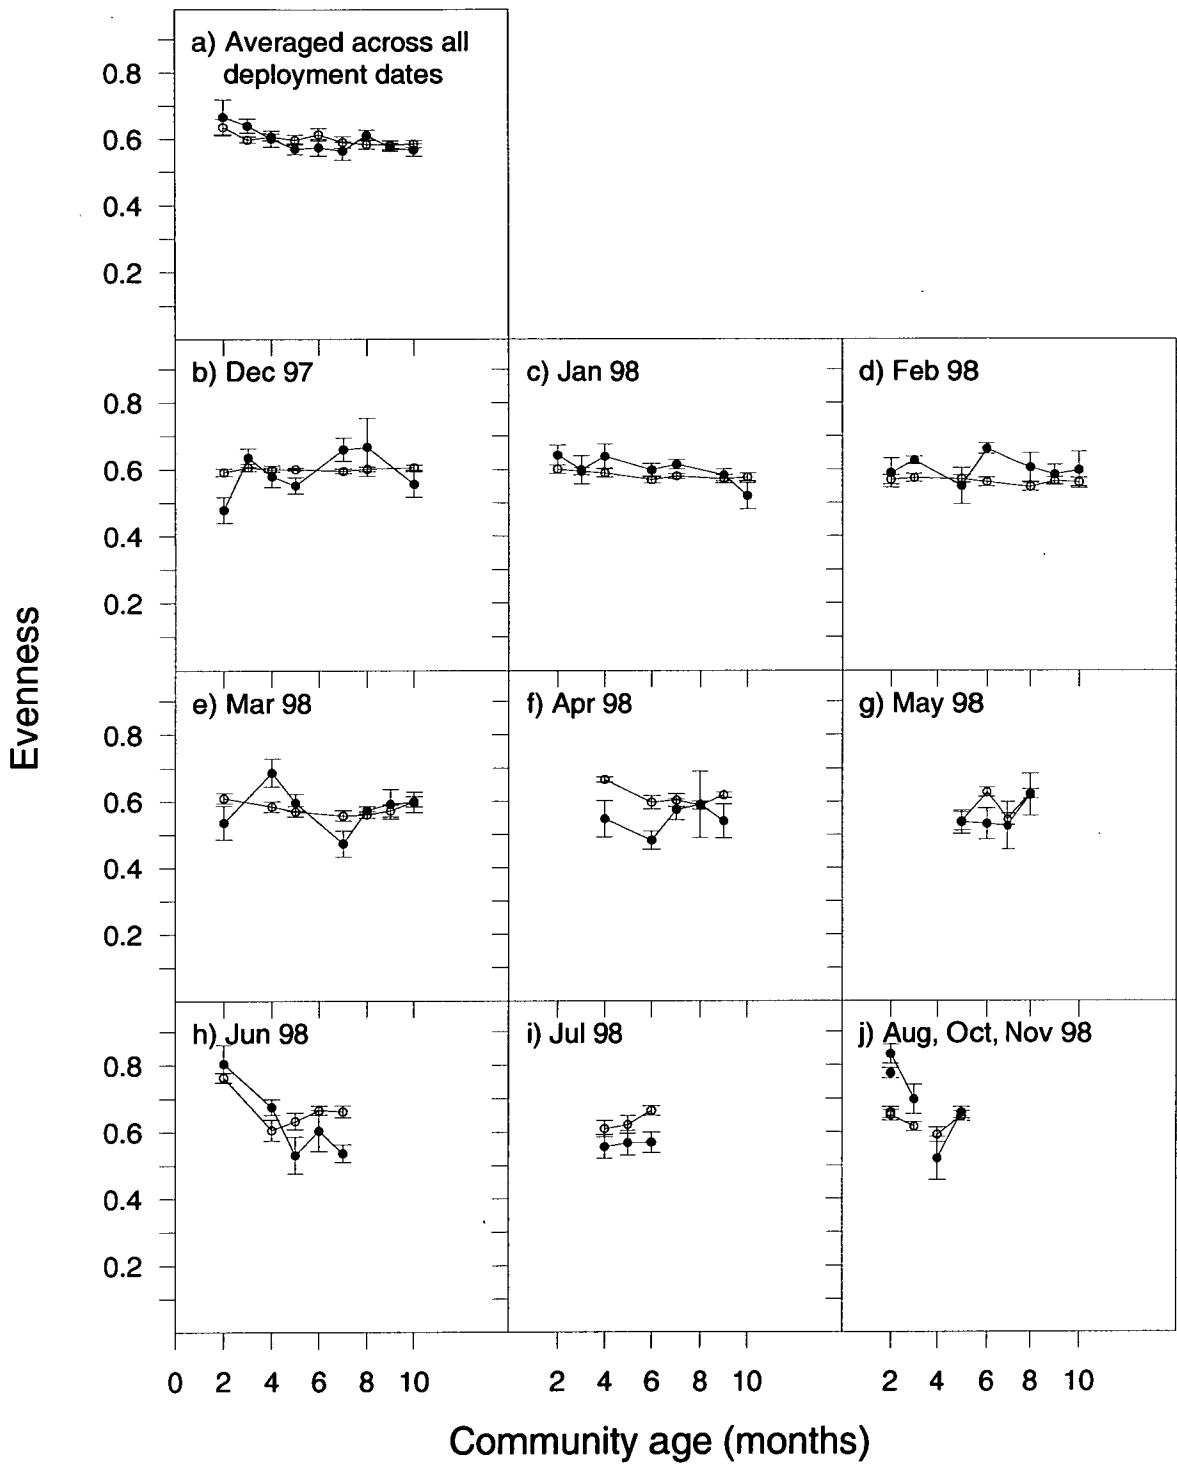 a) Averaged across all
deployment dates
0.8
0.6
0.4
0.2
b) Dec 97
c) Jan 98
d) Feb 98
0.8
0.6
0.4
0.2
e) Mar 98
f) Apr 98
g) May 98
0.8
0.6
0.4
0.2
h) Jun 98
i) Jul 98
j) Aug, Oct, Nov 98
0.8
0.6
0.4
0.2
0 2 4 6 8 10 2 4 6 8 10 2 4 6 8 10
Evenness
Community age (months)